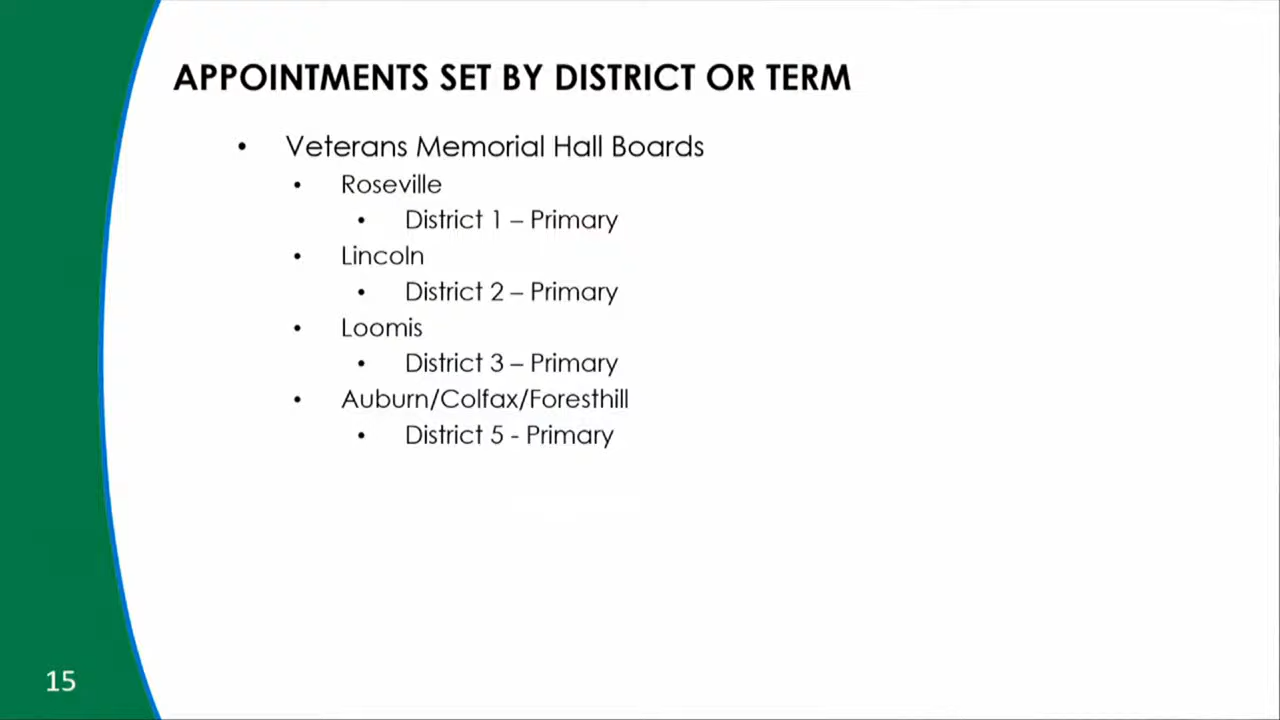 APPOINTMENTS SET BY DISTRICT OR TERM
• Veterans Memorial Hall Boards
• Roseville
• District 1 – Primary
• Lincoln
• District 2 – Primary
• Loomis
• District 3 – Primary
• Auburn/Colfax/Foresthill
• District 5 - Primary
15